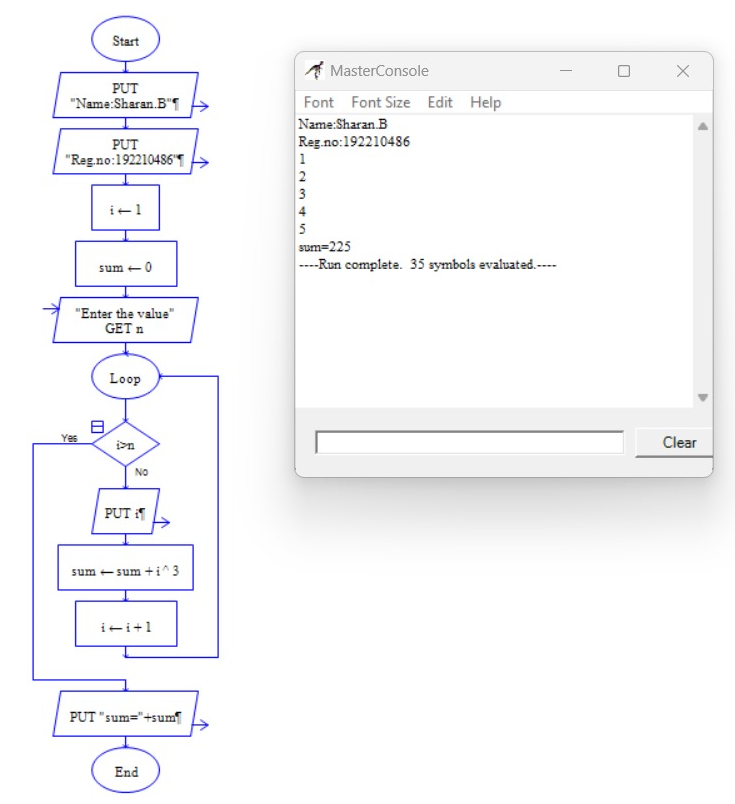 Start
PUT
"Name:Sharan.B"¶
PUT
"Reg.no:192210486"¶
i ← 1
sum ← 0
"Enter the value"
GET n
Loop
Yes
i>n
No
PUT i¶
sum ← sum + i ^ 3
i ← i + 1
PUT "sum="+sum¶
End
MasterConsole
Font Font Size Edit Help
Name:Sharan.B
Reg.no:192210486
1
2
3
4
5
sum=225
----Run complete. 35 symbols evaluated.----
Clear